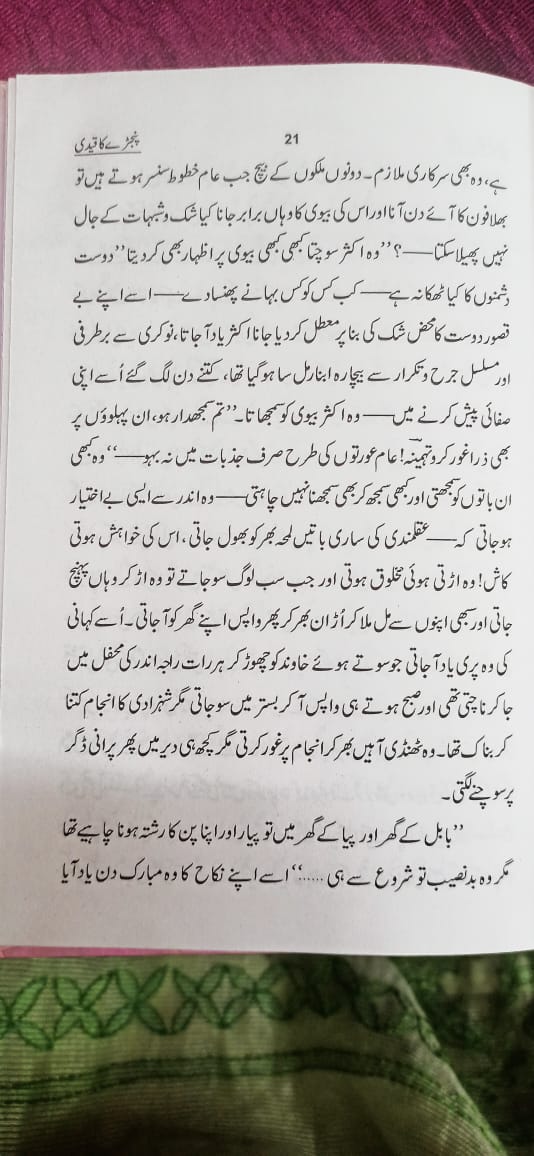 21
پنجرے کا قیدی
ہے، وہ بھی سرکاری ملازم۔ دونوں ملکوں کے بیچ جب عام خطوط سنسر ہوتے ہیں تو
بھلا فون کا آئے دن آنا اور اس کی بیوی کا وہاں برابر جانا کیا شک و شبہات کے جال
نہیں پھیلا سکتا——؟’’ وہ اکثر سوچتا کبھی کبھی بیوی پر اظہار بھی کر دیتا ’’دوست
دشمنوں کا کیا ٹھکانہ ہے—— کب کس کو کس بہانے پھنسا دے—— اسے اپنے بے
قصور دوست کا محض شک کی بنا پر معطل کر دیا جانا اکثر یاد آجاتا، نوکری سے برطرفی
اور مسلسل جرح و تکرار سے بیچارہ ابنارمل سا ہو گیا تھا، کتنے دن لگ گئے اُسے اپنی
صفائی پیش کرنے میں—— وہ اکثر بیوی کو سمجھاتا۔ ’’تم سمجھدار ہو، ان پہلوؤں پر
بھی ذرا غور کرو تہمینہ! عام عورتوں کی طرح صرف جذبات میں نہ بہو——‘‘ وہ کبھی
ان باتوں کو سمجھتی اور کبھی سمجھ کر بھی سمجھنا نہیں چاہتی—— وہ اندر سے ایسی بے اختیار
ہو جاتی کہ—— عقلمندی کی ساری باتیں لمحہ بھر کو بھول جاتی، اس کی خواہش ہوتی
کاش! وہ اڑتی ہوئی مخلوق ہوتی اور جب سب لوگ سو جاتے تو وہ اڑ کر وہاں پہنچ
جاتی اور سبھی اپنوں سے مل ملا کر اُڑان بھر کر پھر واپس اپنے گھر کو آ جاتی۔ اُسے کہانی
کی وہ پری یاد آ جاتی جو سوتے ہوئے خاوند کو چھوڑ کر ہر رات راجہ اندر کی محفل میں
جا کر ناچتی تھی اور صبح ہوتے ہی واپس آ کر بستر میں سو جاتی مگر شہزادی کا انجام کتنا
کربناک تھا۔ وہ ٹھنڈی آہیں بھر کر انجام پر غور کرتی مگر کچھ ہی دیر میں پھر پرانی ڈگر
پر سوچنے لگتی۔
’’بابل کے گھر اور پیا کے گھر میں تو پیار اور اپنا پن کا رشتہ ہونا چاہیے تھا
مگر وہ بدنصیب تو شروع سے ہی .....‘‘ اسے اپنے نکاح کا وہ مبارک دن یاد آیا